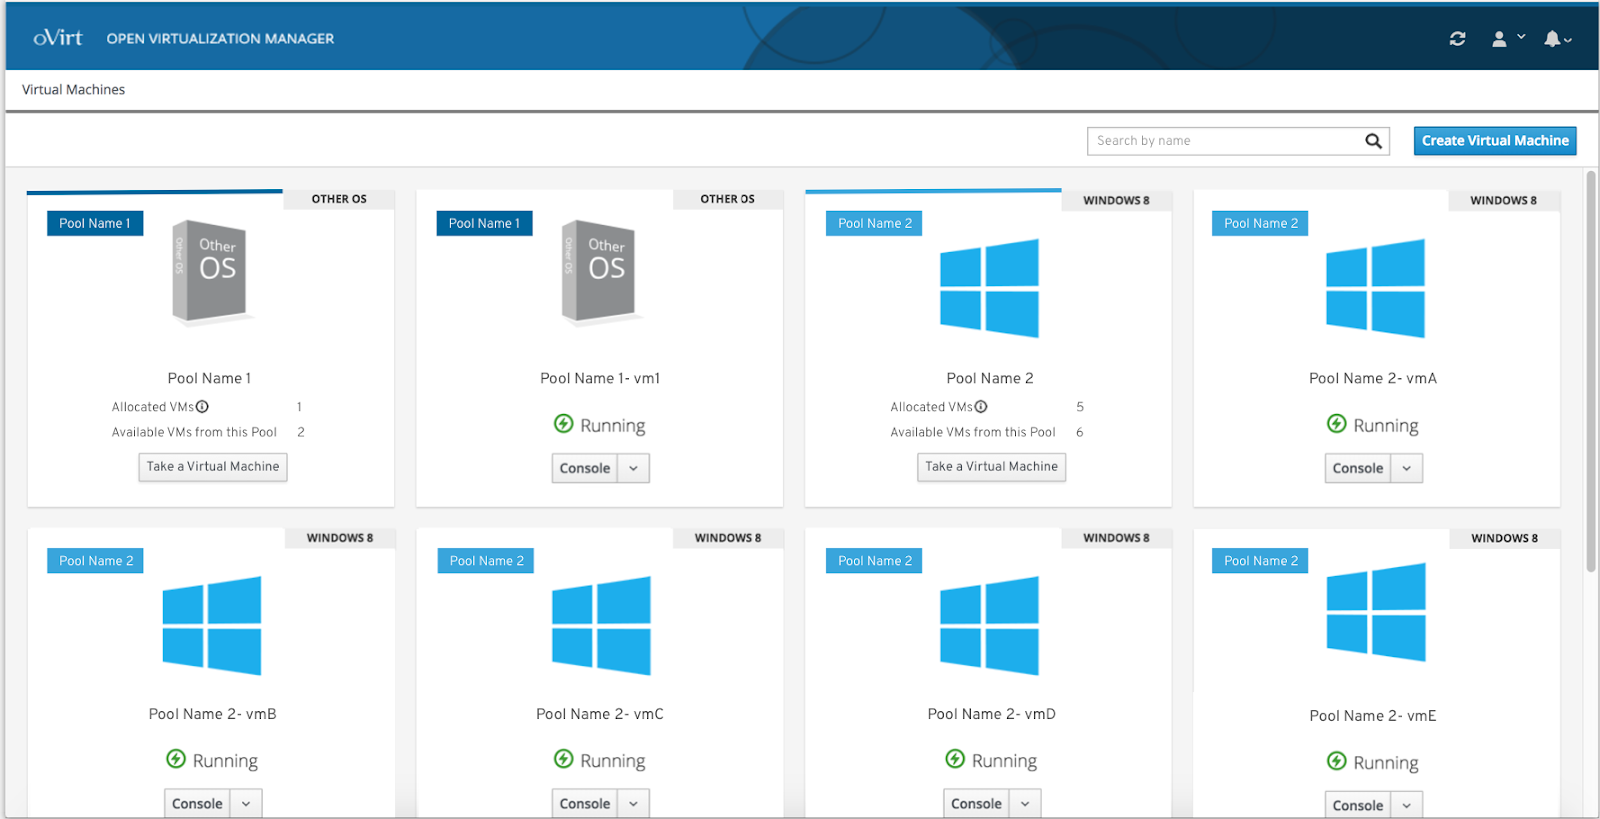 oVirt OPEN VIRTUALIZATION MANAGER
Virtual Machines
Search by name
Create Virtual Machine
OTHER OS
Pool Name 1
Other OS
Other
OS
Pool Name 1
Allocated VMs 1
Available VMs from this Pool 2
Take a Virtual Machine
OTHER OS
Pool Name 1
Other OS
Other
OS
Pool Name 1- vm1
Running
Console
WINDOWS 8
Pool Name 2
Pool Name 2
Allocated VMs 5
Available VMs from this Pool 6
Take a Virtual Machine
WINDOWS 8
Pool Name 2
Pool Name 2- vmA
Running
Console
WINDOWS 8
Pool Name 2
Pool Name 2- vmB
Running
Console
WINDOWS 8
Pool Name 2
Pool Name 2- vmC
Running
Console
WINDOWS 8
Pool Name 2
Pool Name 2- vmD
Running
Console
WINDOWS 8
Pool Name 2
Pool Name 2- vmE
Running
Console